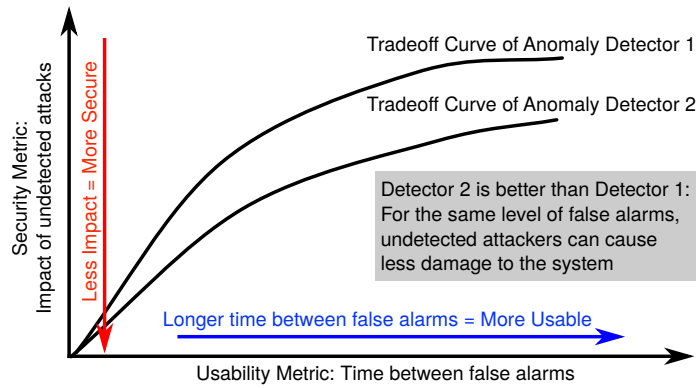 Tradeoff Curve of Anomaly Detector 1
Tradeoff Curve of Anomaly Detector 2
Security Metric:
Impact of undetected attacks
Less Impact = More Secure
Detector 2 is better than Detector 1:
For the same level of false alarms,
undetected attackers can cause
less damage to the system
Longer time between false alarms = More Usable
Usability Metric: Time between false alarms